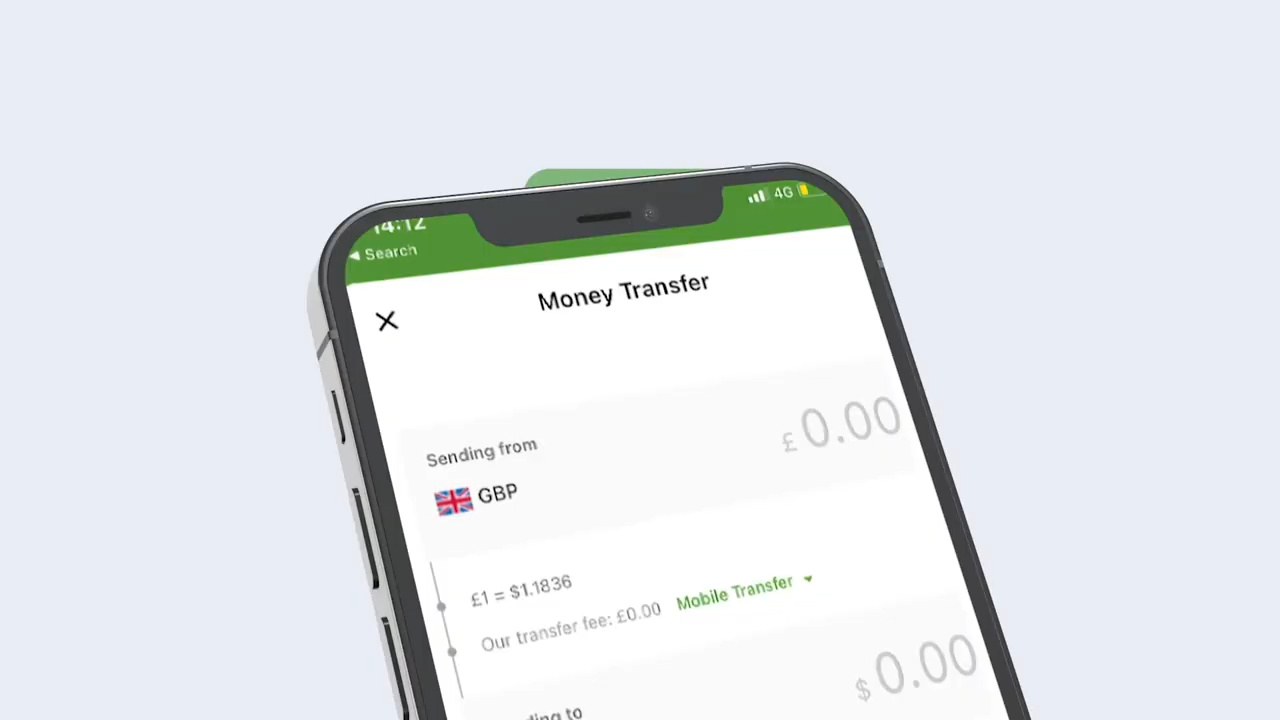 14:12
4G
Search
Money Transfer
Sending from
£ 0.00
GBP
£1 = $1.1836
Our transfer fee: £0.00 Mobile Transfer
$ 0.00
to